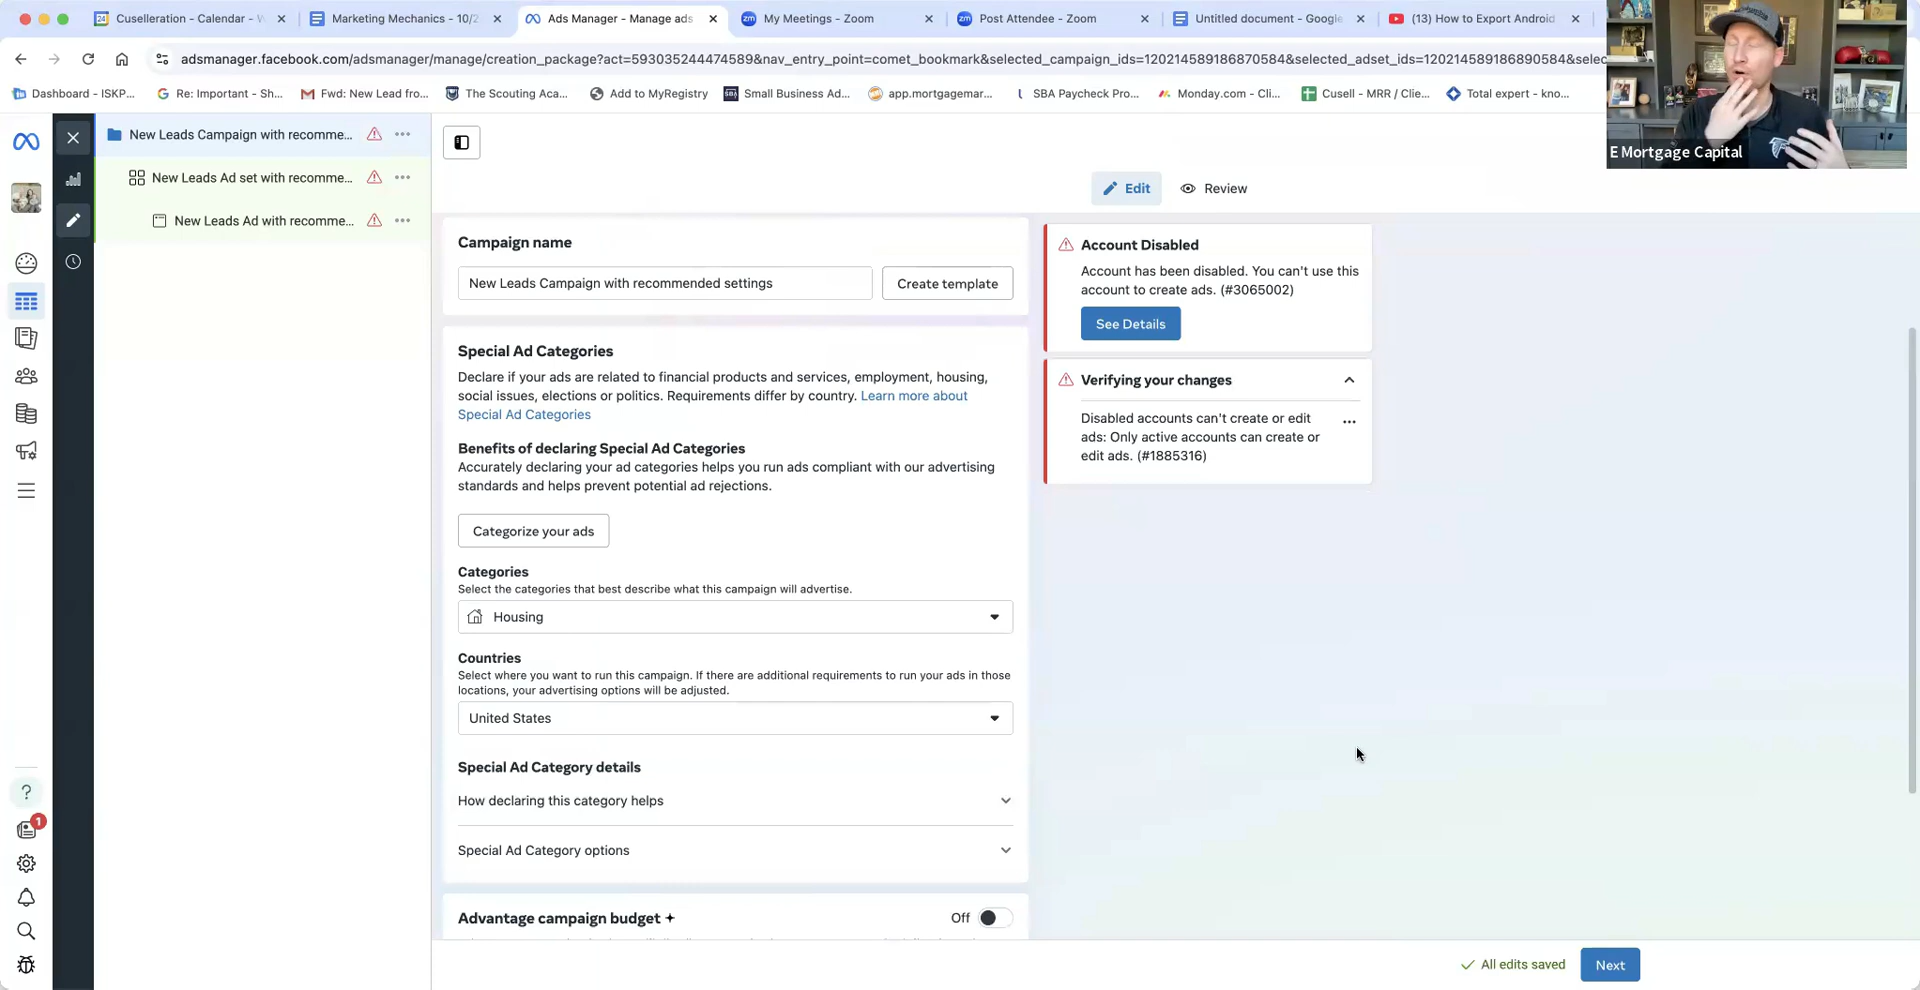 Cuselleration - Calendar - W
Marketing Mechanics - 10/2
Ads Manager - Manage ads
My Meetings - Zoom
Post Attendee - Zoom
Untitled document - Google
(13) How to Export Android
adsmanager.facebook.com/adsmanager/manage/creation_package?act=593035244474589&nav_entry_point=comet_bookmark&selected_campaign_ids=120214589186870584&selected_adset_ids=120214589186890584&selec
Dashboard - ISKP...
Re: Important - Sh...
Fwd: New Lead fro...
The Scouting Aca...
Add to MyRegistry
Small Business Ad...
app.mortgagemar...
SBA Paycheck Pro...
Monday.com - Cli...
Cusell - MRR / Clie...
Total expert - kno...
E Mortgage Capital
New Leads Campaign with recomme...
New Leads Ad set with recomme...
New Leads Ad with recomme...
Edit
Review
Campaign name
New Leads Campaign with recommended settings
Create template
Special Ad Categories
Declare if your ads are related to financial products and services, employment, housing,
social issues, elections or politics. Requirements differ by country. Learn more about
Special Ad Categories
Benefits of declaring Special Ad Categories
Accurately declaring your ad categories helps you run ads compliant with our advertising
standards and helps prevent potential ad rejections.
Categorize your ads
Categories
Select the categories that best describe what this campaign will advertise.
Housing
Countries
Select where you want to run this campaign. If there are additional requirements to run your ads in those
locations, your advertising options will be adjusted.
United States
Special Ad Category details
How declaring this category helps
Special Ad Category options
Advantage campaign budget +
Off
Account Disabled
Account has been disabled. You can't use this
account to create ads. (#3065002)
See Details
Verifying your changes
Disabled accounts can't create or edit
ads: Only active accounts can create or
edit ads. (#1885316)
1
All edits saved
Next